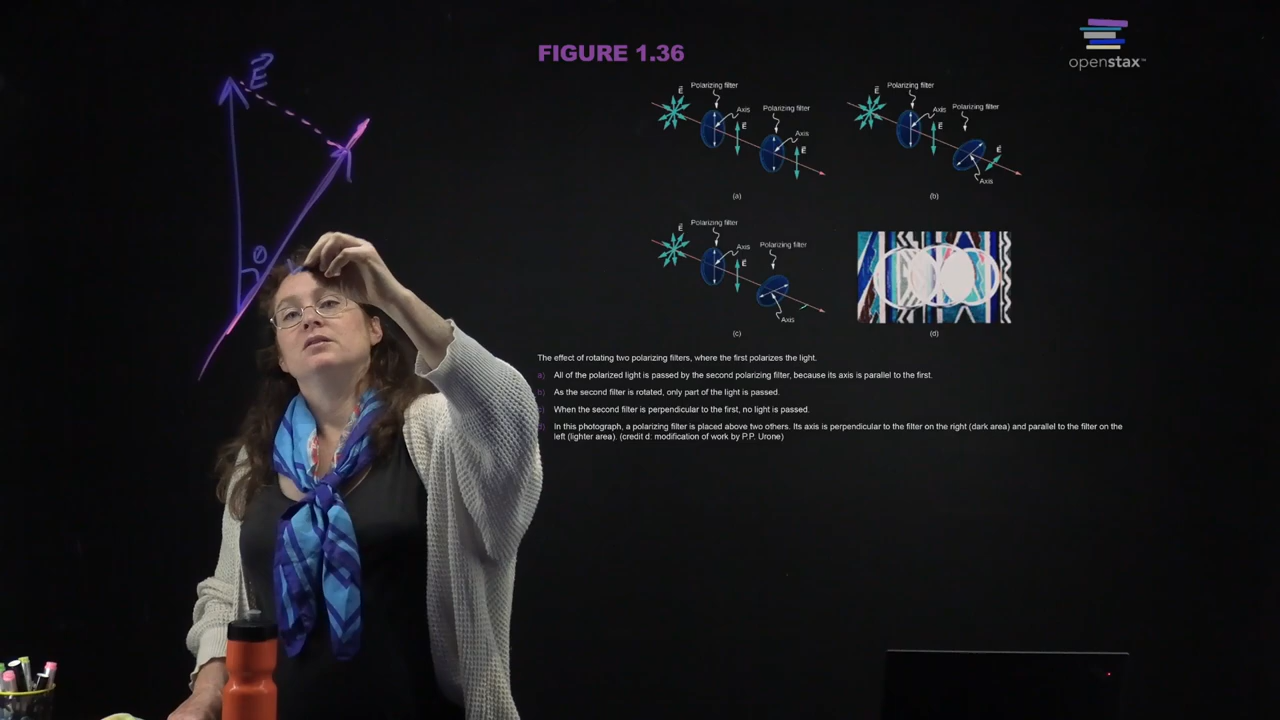 FIGURE 1.36
openstax™
E
θ
Polarizing filter
E
Axis
Polarizing filter
E
Axis
E
(a)
Polarizing filter
E
Axis
Polarizing filter
E
E
Axis
(b)
Polarizing filter
E
Axis
Polarizing filter
E
Axis
(c)
(d)
The effect of rotating two polarizing filters, where the first polarizes the light.
a) All of the polarized light is passed by the second polarizing filter, because its axis is parallel to the first.
b) As the second filter is rotated, only part of the light is passed.
c) When the second filter is perpendicular to the first, no light is passed.
d) In this photograph, a polarizing filter is placed above two others. Its axis is perpendicular to the filter on the right (dark area) and parallel to the filter on the
left (lighter area). (credit d: modification of work by P.P. Urone)